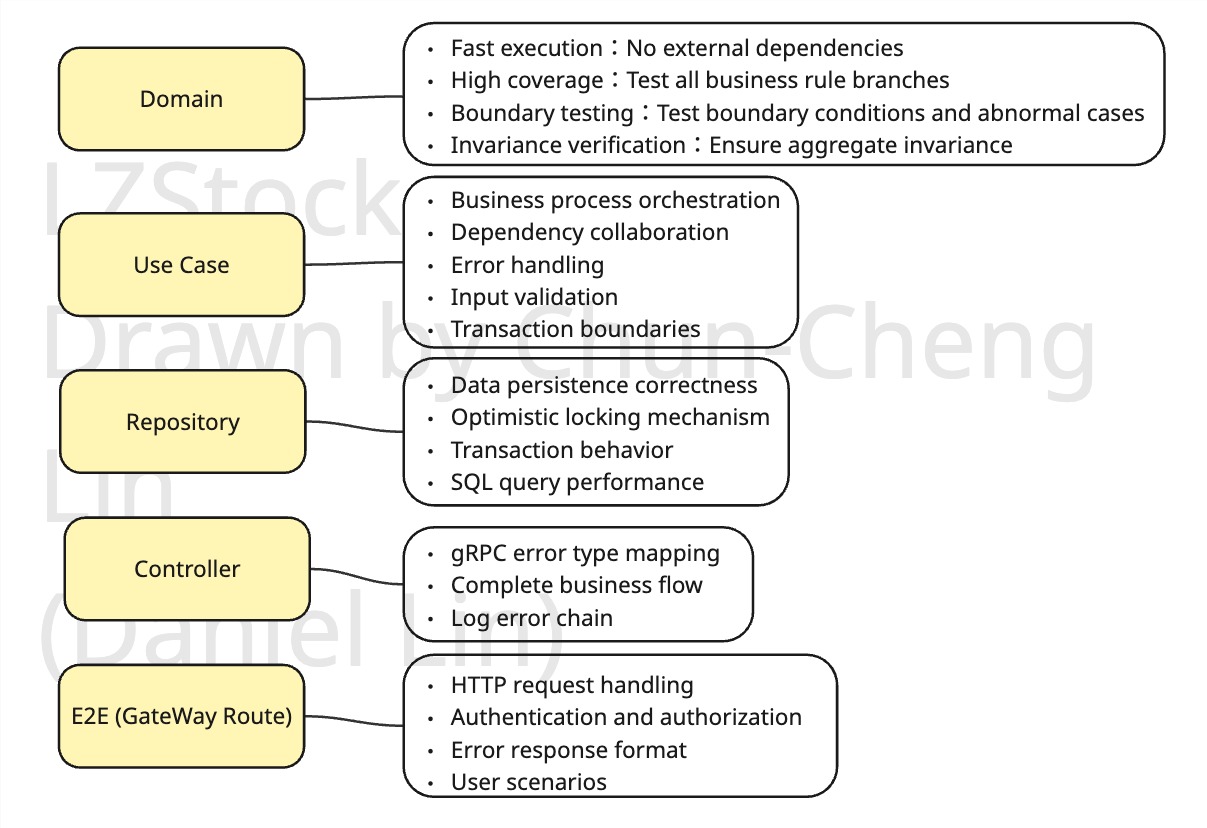 Domain
• Fast execution：No external dependencies
• High coverage：Test all business rule branches
• Boundary testing：Test boundary conditions and abnormal cases
• Invariance verification：Ensure aggregate invariance
Use Case
• Business process orchestration
• Dependency collaboration
• Error handling
• Input validation
• Transaction boundaries
Repository
• Data persistence correctness
• Optimistic locking mechanism
• Transaction behavior
• SQL query performance
Controller
• gRPC error type mapping
• Complete business flow
• Log error chain
E2E (GateWay Route)
• HTTP request handling
• Authentication and authorization
• Error response format
• User scenarios
LZStock
Drawn by Chun-Cheng
Lin
(Daniel Lin)